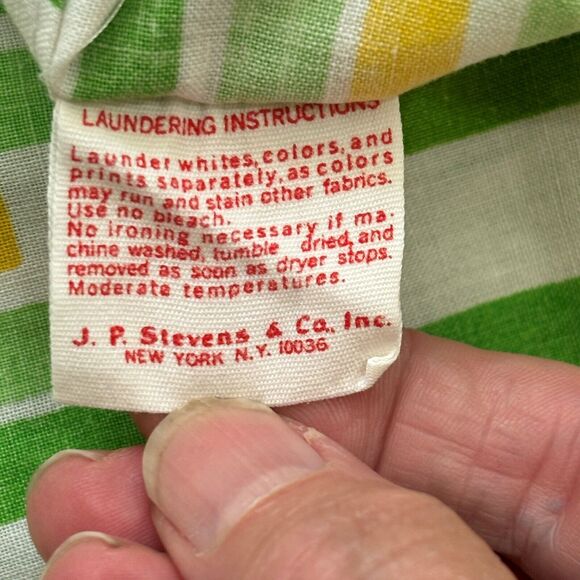 LAUNDERING INSTRUCTIONS
Launder whites, colors, and
prints separately, as colors
may run and stain other fabrics.
Use no bleach.
No ironing necessary if ma-
chine washed, tumble dried, and
removed as soon as dryer stops.
Moderate temperatures.
J. P. Stevens & Co., Inc.
NEW YORK N.Y. 10036